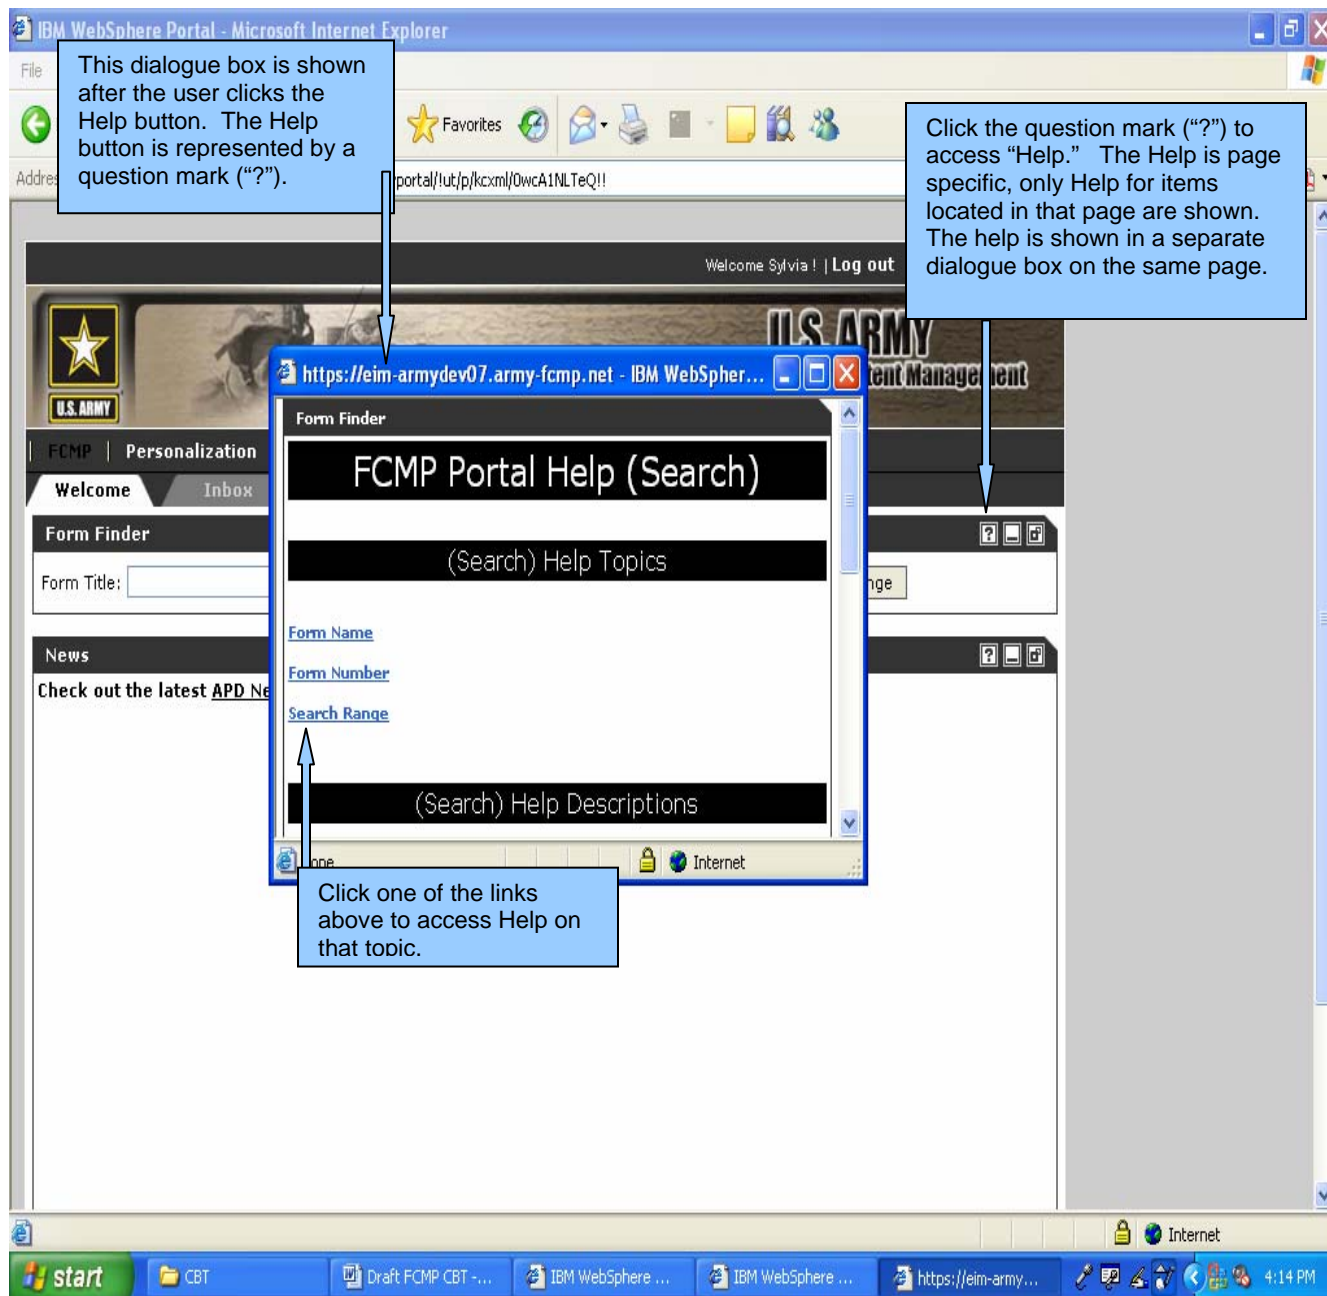 IBM WebSphere Portal - Microsoft Internet Explorer
File
This dialogue box is shown
after the user clicks the
Help button.  The Help
button is represented by a
question mark (“?”).
Favorites
Click the question mark (“?”) to
access “Help.”   The Help is page
specific, only Help for items
located in that page are shown.
The help is shown in a separate
dialogue box on the same page.
portal/!ut/p/kcxml/0wcA1NLTeQ!!
Welcome Sylvia ! | Log out
U.S. ARMY
U.S. ARMY
tent Management
https://eim-armydev07.army-fcmp.net - IBM WebSpher...
FCMP | Personalization
Welcome
Inbox
Form Finder
?
Form Title:
nge
News
?
Check out the latest APD Ne
Form Finder
FCMP Portal Help (Search)
(Search) Help Topics
Form Name
Form Number
Search Range
(Search) Help Descriptions
Internet
Click one of the links
above to access Help on
that topic.
Internet
start
CBT
Draft FCMP CBT -...
IBM WebSphere ...
IBM WebSphere ...
https://eim-army...
4:14 PM